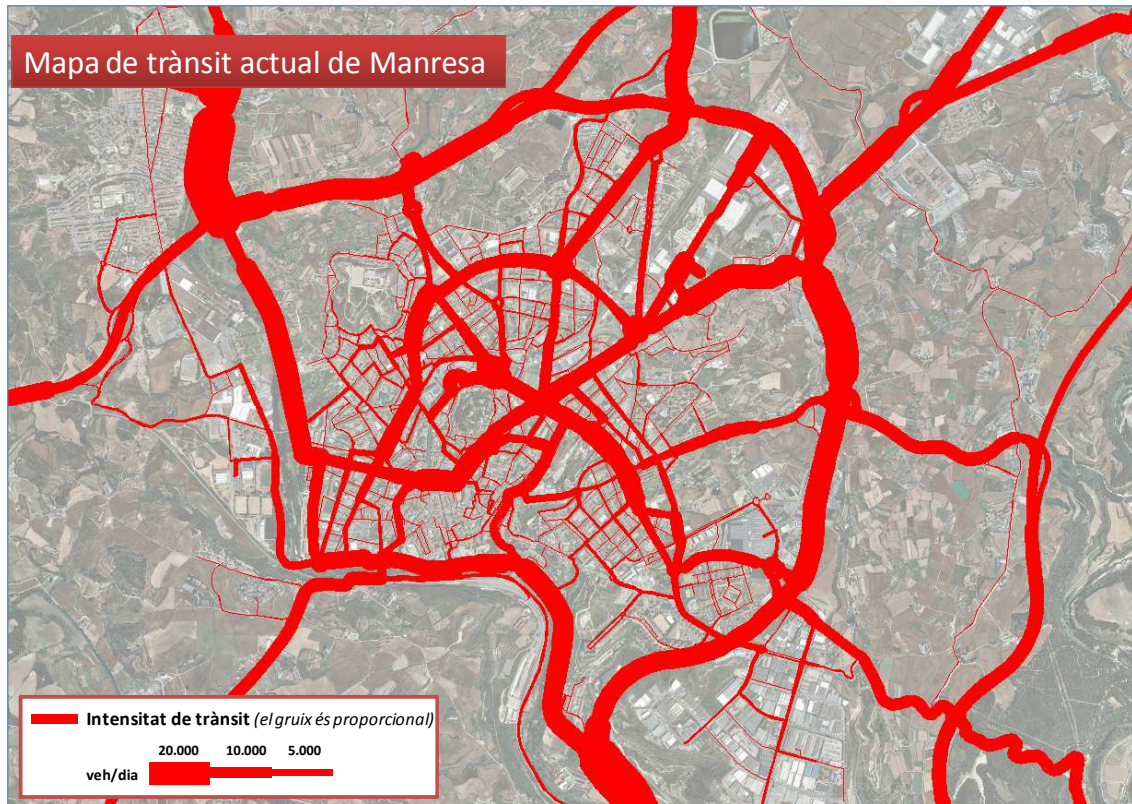 Mapa de trànsit actual de Manresa
Intensitat de trànsit (el gruix és proporcional)
20.000 10.000 5.000
veh/dia